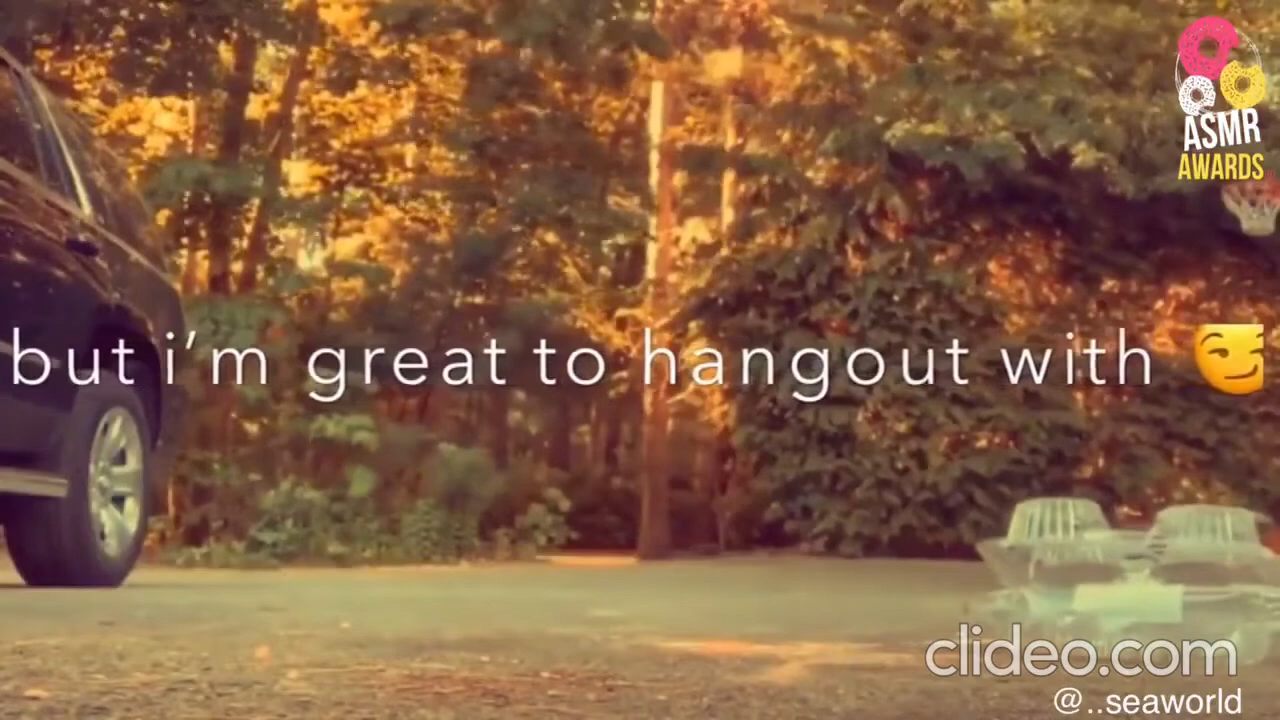 ASMR
AWARDS
but i'm great to hangout with 😏
clideo.com
@..seaworld